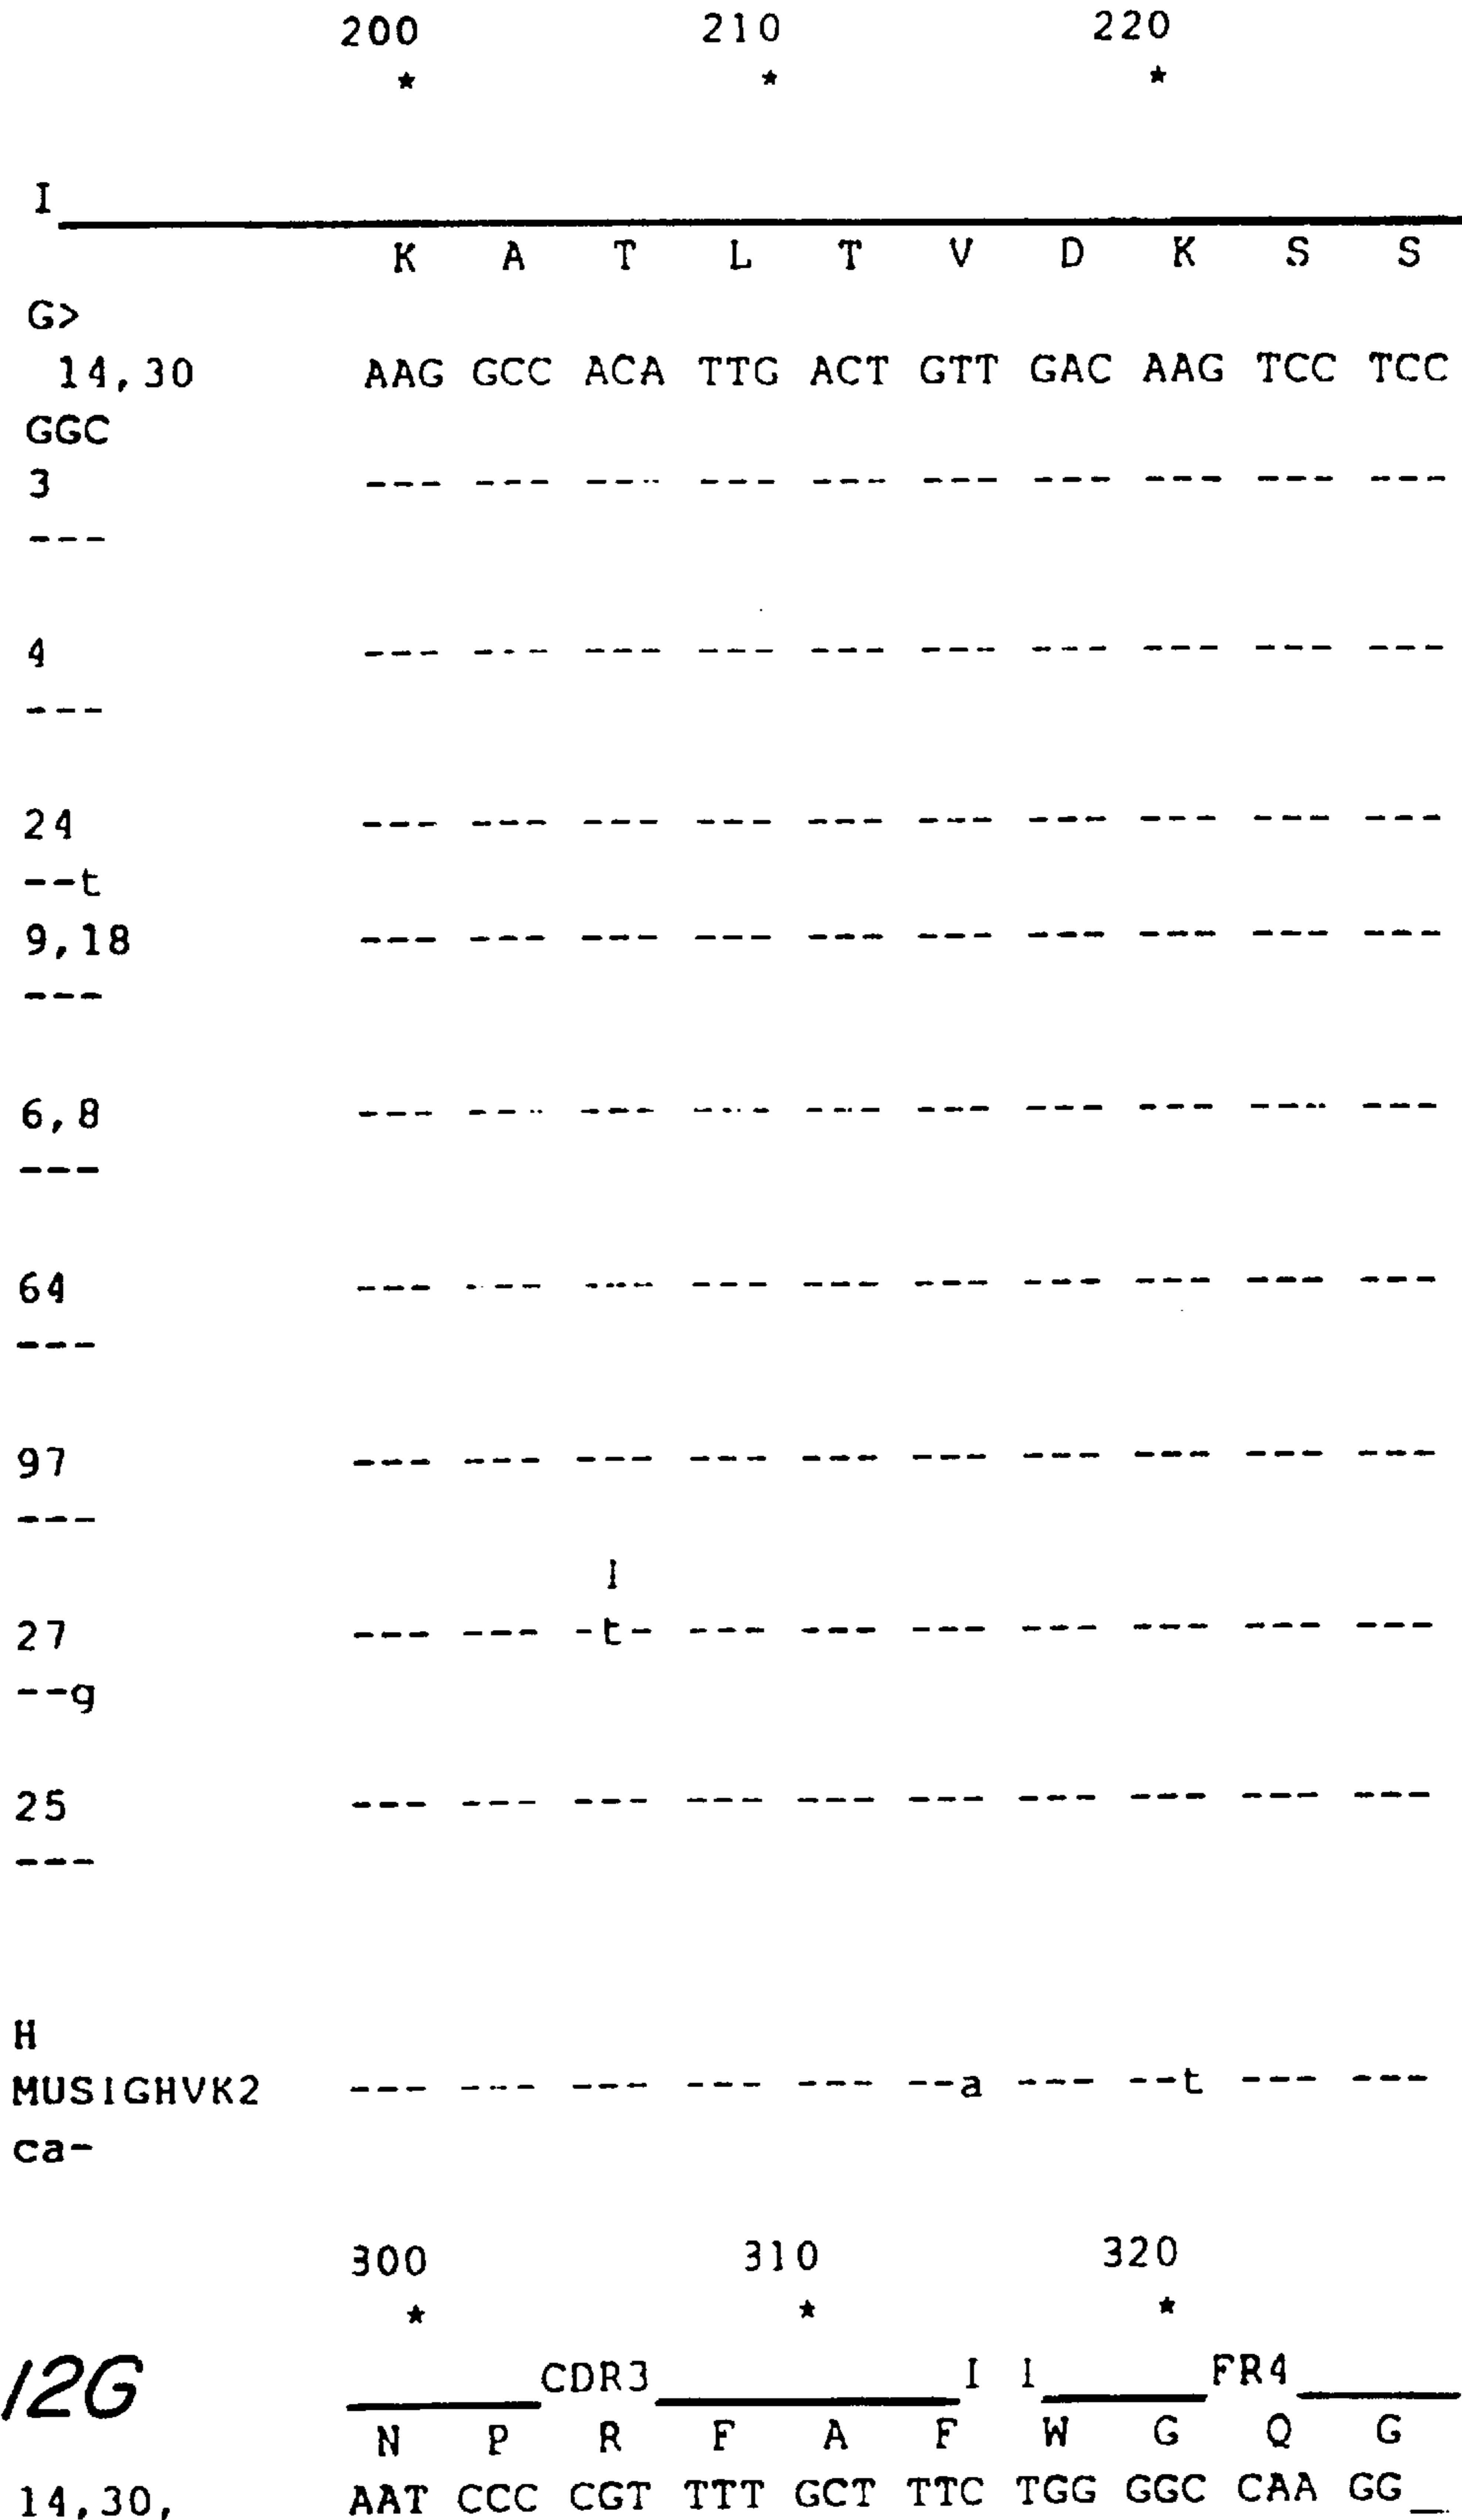 200 210 220
* * *
I
K A T L T V D K S S
G>
14,30 AAG GCC ACA TTG ACT GTT GAC AAG TCC TCC
GGC
3 --- --- --- --- --- --- --- --- --- ---
---
4 --- --- --- --- --- --- --- --- --- ---
---
24 --- --- --- --- --- --- --- --- --- ---
--t
9,18 --- --- --- --- --- --- --- --- --- ---
---
6,8 --- --- --- --- --- --- --- --- --- ---
---
64 --- --- --- --- --- --- --- --- --- ---
---
97 --- --- --- --- --- --- --- --- --- ---
---
I
27 --- --- -t- --- --- --- --- --- --- ---
--g
25 --- --- --- --- --- --- --- --- --- ---
---
H
MUSIGHVK2 --- --- --- --- --- --a --- --t --- ---
ca-
300 310 320
* * *
12G CDR3 I I FR4
N P R F A F W G Q G
14,30, AAT CCC CGT TTT GCT TTC TGG GGC CAA GG_